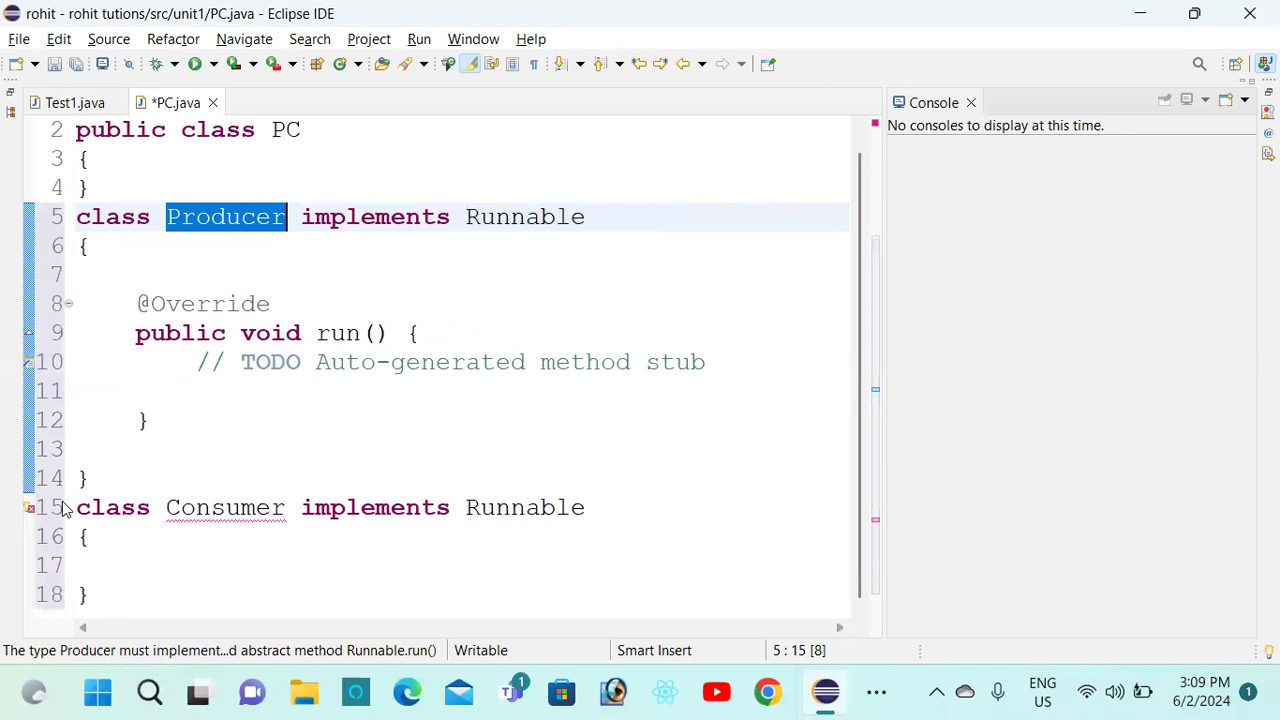 rohit - rohit tutions/src/unit1/PC.java - Eclipse IDE
File Edit Source Refactor Navigate Search Project Run Window Help
Test1.java *PC.java Console
No consoles to display at this time.
2 public class PC
3 {
4 }
5 class Producer implements Runnable
6 {
7
8 @Override
9 public void run() {
10 // TODO Auto-generated method stub
11
12 }
13
14 }
15 class Consumer implements Runnable
16 {
17
18 }
The type Producer must implement...d abstract method Runnable.run() Writable Smart Insert 5 : 15 [8]
1 ENG US 3:09 PM 6/2/2024 1